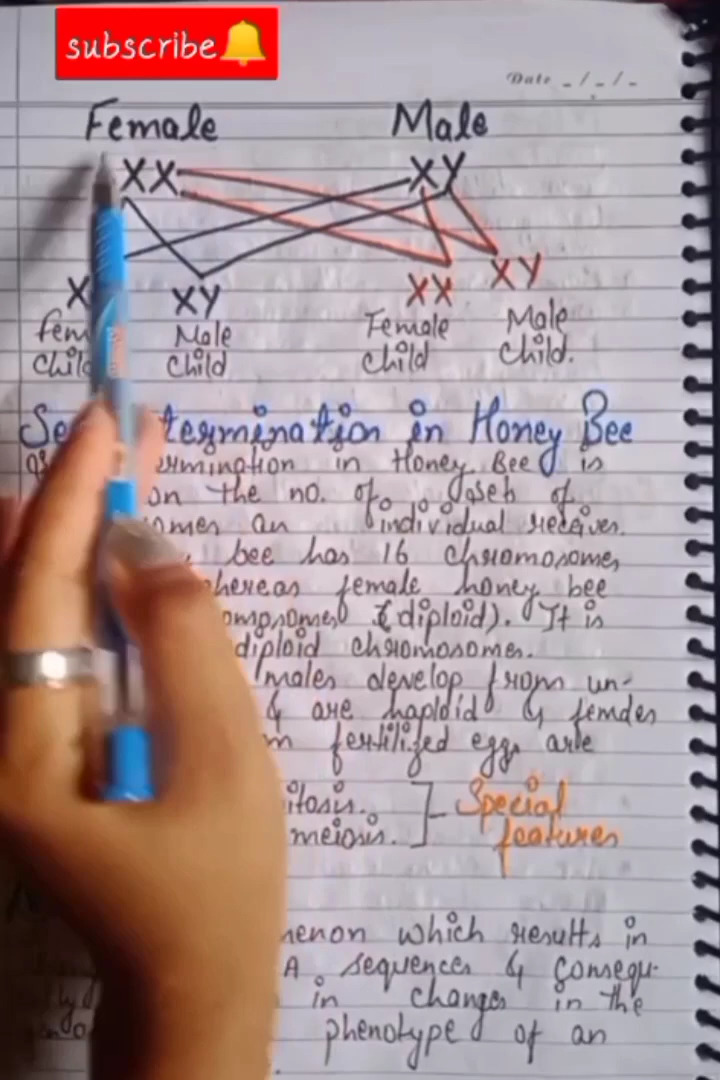 subscribe
Date _/_/_
Female Male
XX XY
X XY XX XY
Fem Male Female Male
Child Child Child Child.
Se termination in Honey Bee
ermination in Honey Bee is
on the no. of of
omes an individual receives.
bee has 16 chromosomes,
whereas female honey bee
(diploid). It is
diploid chromosomes.
males develop from un-
& are haploid & females
m fertilized eggs are
itosis. Special
meiosis. features
menon which results in
A sequences & consequ-
in changes in the
phenotype of an